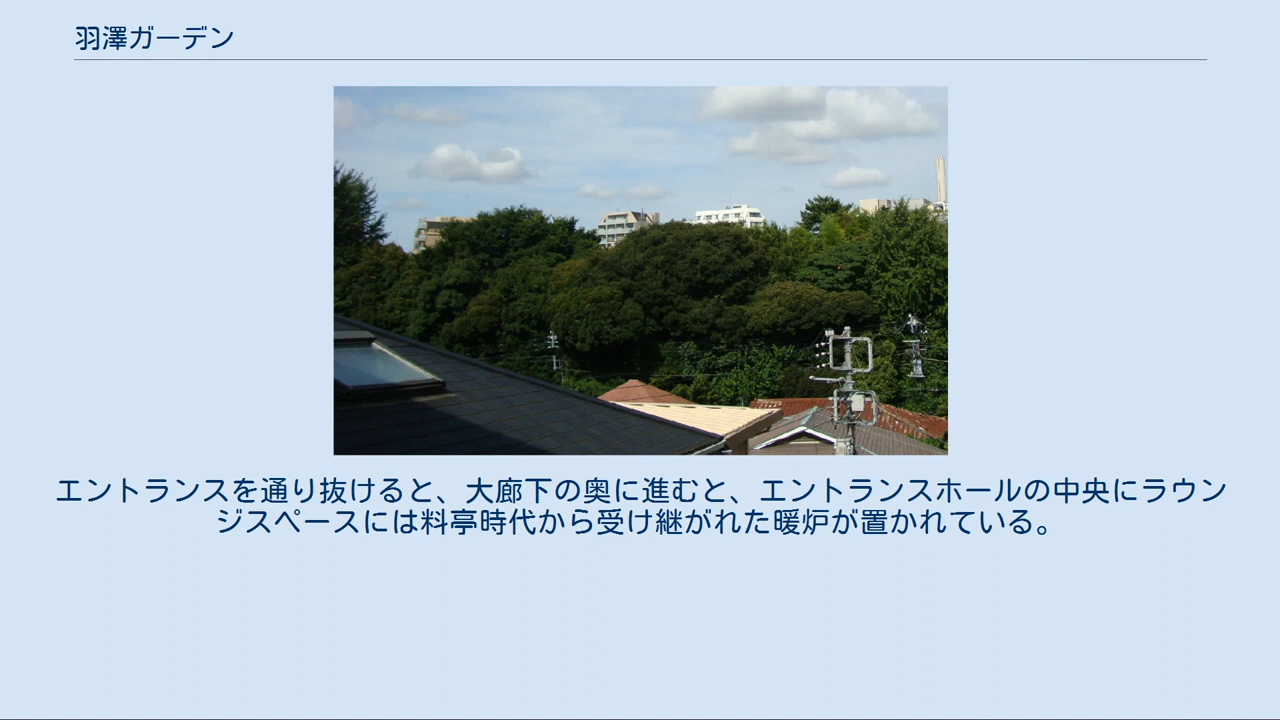 羽澤ガーデン
エントランスを通り抜けると、大廊下の奥に進むと、エントランスホールの中央にラウン
ジスペースには料亭時代から受け継がれた暖炉が置かれている。